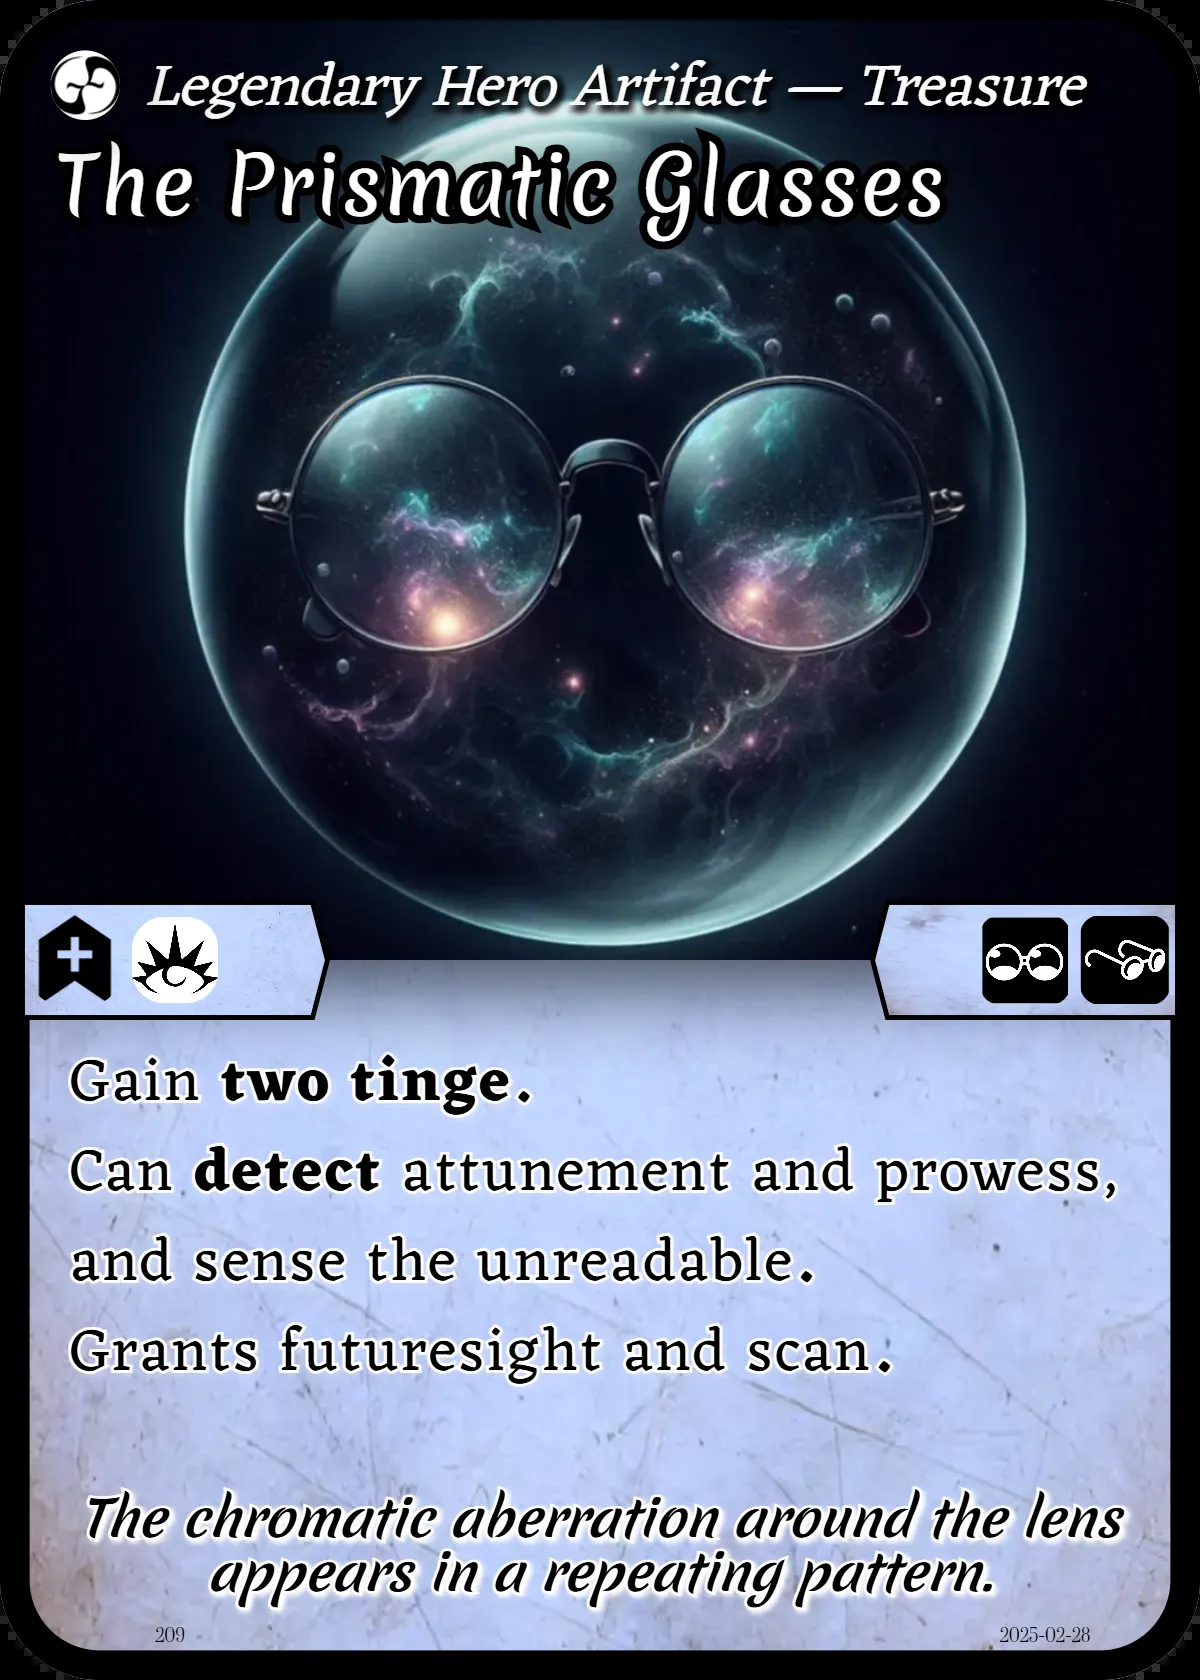 Legendary Hero Artifact — Treasure
The Prismatic Glasses
Gain two tinge.
Can detect attunement and prowess,
and sense the unreadable.
Grants futuresight and scan.
The chromatic aberration around the lens
appears in a repeating pattern.
209
2025-02-28